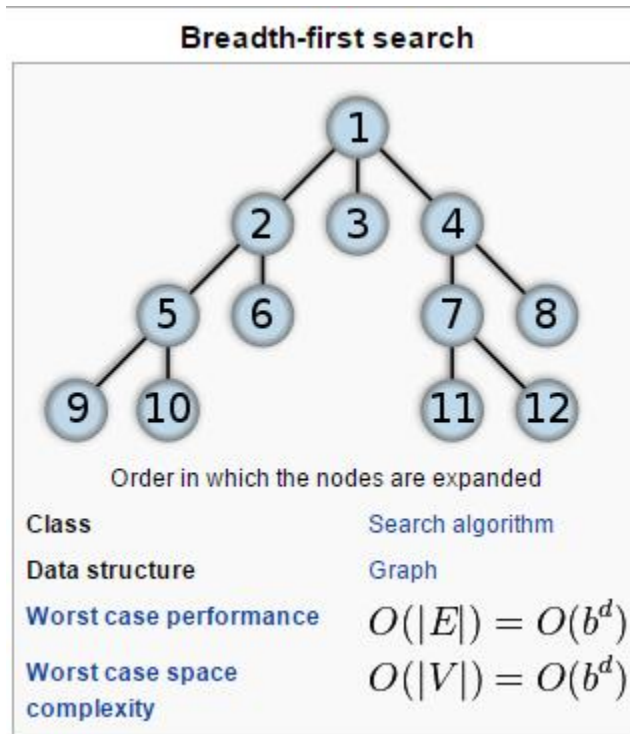 Breadth-first search
1
2 3 4
5 6 7 8
9 10 11 12
Order in which the nodes are expanded
Class Search algorithm
Data structure Graph
Worst case performance O(|E|) = O(b^d)
Worst case space complexity O(|V|) = O(b^d)